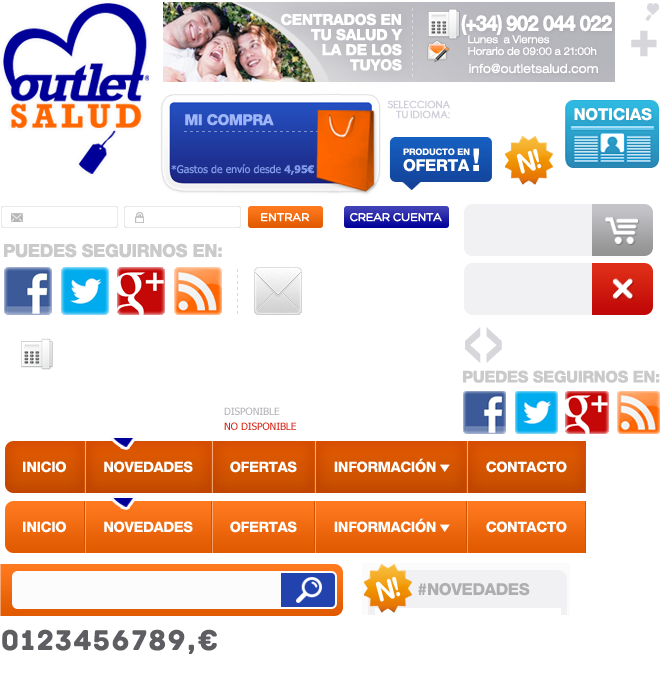 outlet®
SALUD
CENTRADOS EN
TU SALUD Y
LA DE LOS
TUYOS
(+34) 902 044 022
Lunes a Viernes
Horario de 09:00 a 21:00h
info@outletsalud.com
MI COMPRA
*Gastos de envío desde 4,95€
SELECCIONA
TU IDIOMA:
PRODUCTO EN
OFERTA!
N!
NOTICIAS
ENTRAR
CREAR CUENTA
PUEDES SEGUIRNOS EN:
f
g+
PUEDES SEGUIRNOS EN:
f
g+
DISPONIBLE
NO DISPONIBLE
INICIO NOVEDADES OFERTAS INFORMACIÓN CONTACTO
INICIO NOVEDADES OFERTAS INFORMACIÓN CONTACTO
N! #NOVEDADES
0123456789,€